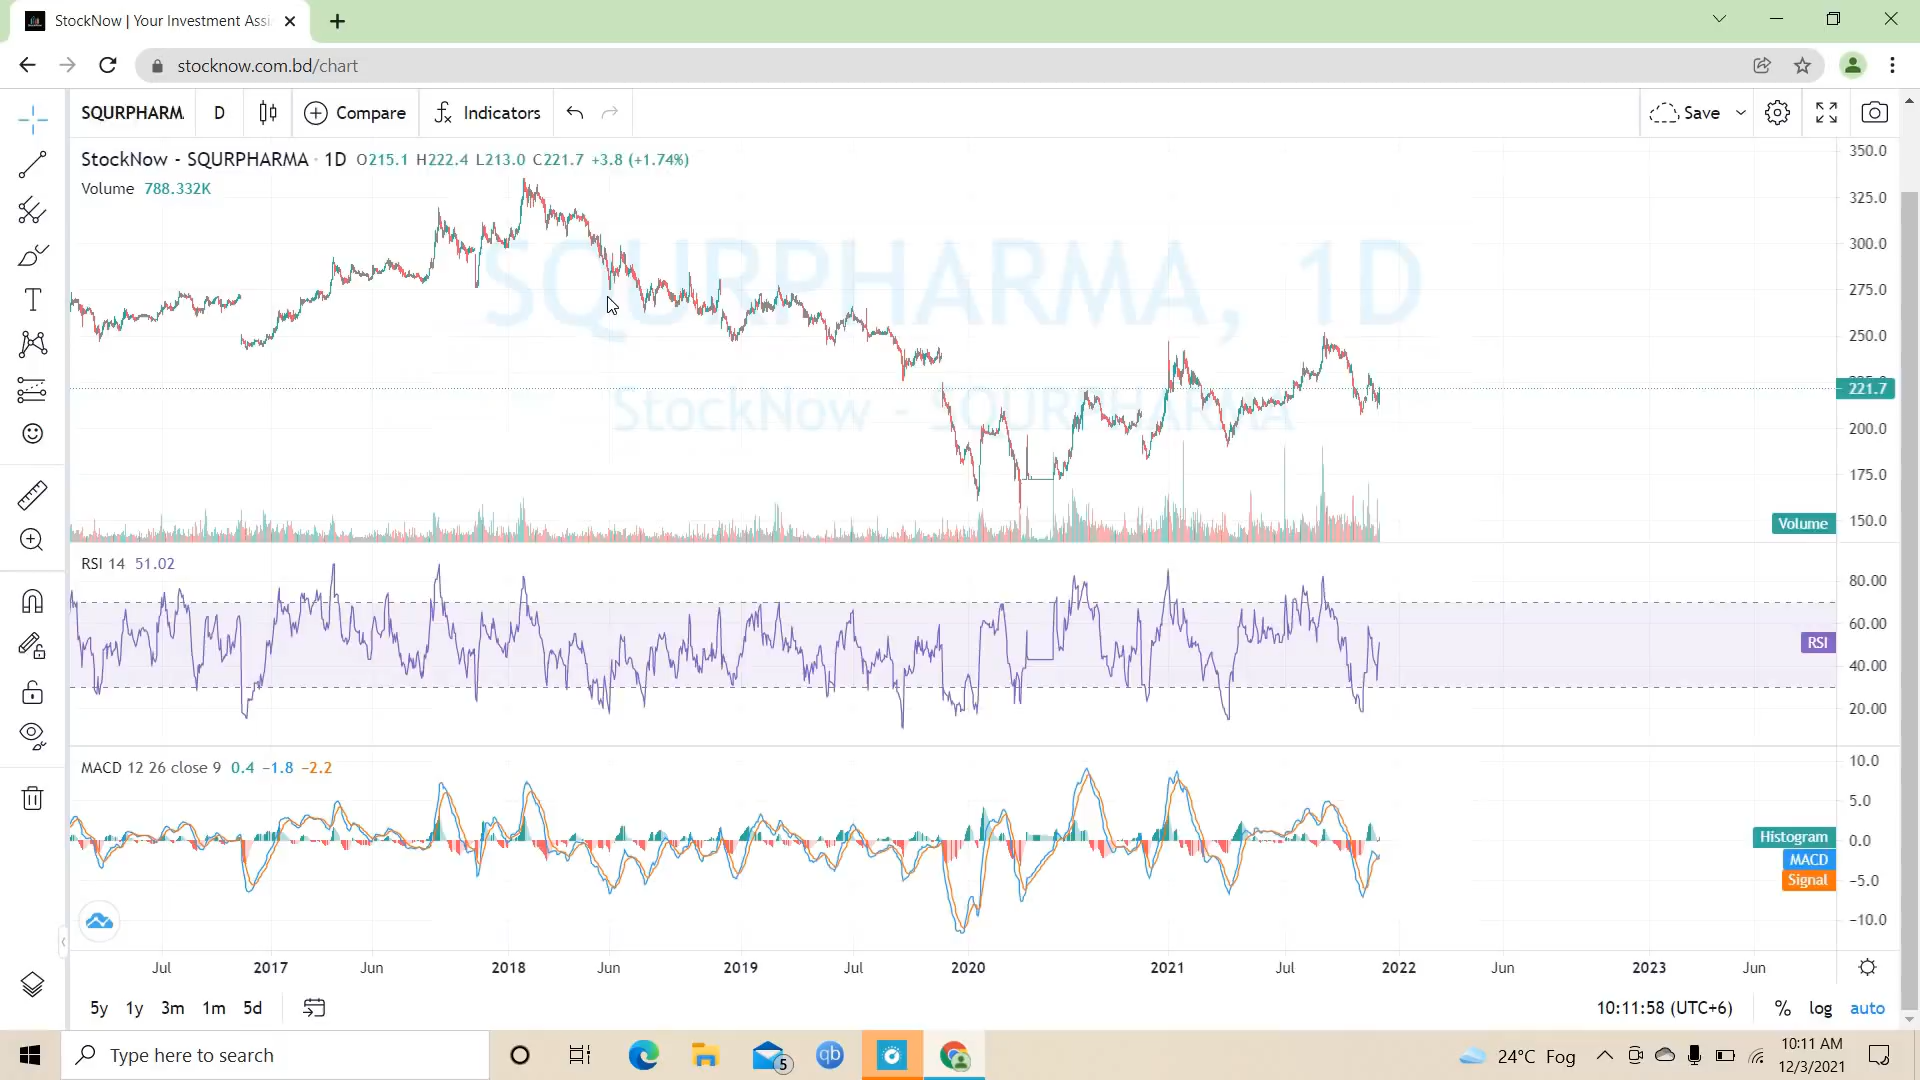 StockNow | Your Investment Assi
stocknow.com.bd/chart
SQURPHARM D Compare Indicators Save
StockNow - SQURPHARMA · 1D O215.1 H222.4 L213.0 C221.7 +3.8 (+1.74%)
Volume 788.332K
SQURPHARMA, 1D
StockNow - SQURPHARMA
350.0
325.0
300.0
275.0
250.0
221.7
200.0
175.0
150.0
Volume
RSI 14 51.02
80.00
60.00
RSI
40.00
20.00
MACD 12 26 close 9 0.4 −1.8 −2.2
10.0
5.0
Histogram 0.0
MACD
Signal −5.0
−10.0
Jul 2017 Jun 2018 Jun 2019 Jul 2020 2021 Jul 2022 Jun 2023 Jun
5y 1y 3m 1m 5d 10:11:58 (UTC+6) % log auto
Type here to search 5 qb 24°C Fog 10:11 AM
12/3/2021